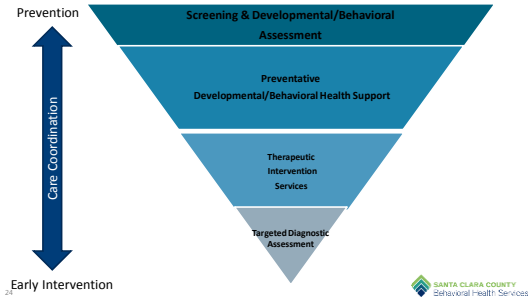 Prevention
Screening & Developmental/Behavioral
Assessment
Preventative
Developmental/Behavioral Health Support
Care Coordination
Therapeutic
Intervention
Services
Targeted Diagnostic
Assessment
Early Intervention
24
SANTA CLARA COUNTY
Behavioral Health Services